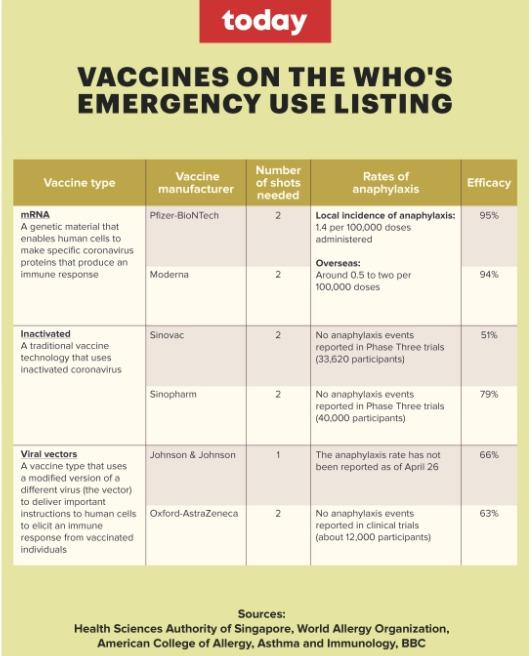 today
VACCINES ON THE WHO'S
EMERGENCY USE LISTING
Vaccine type
Vaccine
manufacturer
Number
of shots
needed
Rates of
anaphylaxis
Efficacy
mRNA
A genetic material that
enables human cells to
make specific coronavirus
proteins that produce an
immune response
Pfizer-BioNTech
2
Local incidence of anaphylaxis:
1.4 per 100,000 doses
administered
Overseas:
Around 0.5 to two per
100,000 doses
95%
Moderna
2
94%
Inactivated
A traditional vaccine
technology that uses
inactivated coronavirus
Sinovac
2
No anaphylaxis events
reported in Phase Three trials
(33,620 participants)
51%
Sinopharm
2
No anaphylaxis events
reported in Phase Three trials
(40,000 participants)
79%
Viral vectors
A vaccine type that uses
a modified version of a
different virus (the vector)
to deliver important
instructions to human cells
to elicit an immune
response from vaccinated
individuals
Johnson & Johnson
1
The anaphylaxis rate has not
been reported as of April 26
66%
Oxford-AstraZeneca
2
No anaphylaxis events
reported in clinical trials
(about 12,000 participants)
63%
Sources:
Health Sciences Authority of Singapore, World Allergy Organization,
American College of Allergy, Asthma and Immunology, BBC